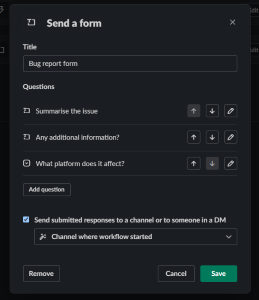 Send a form
Title
Bug report form
Questions
Summarise the issue
Any additional information?
What platform does it affect?
Add question
Send submitted responses to a channel or to someone in a DM
Channel where workflow started
Remove
Cancel
Save